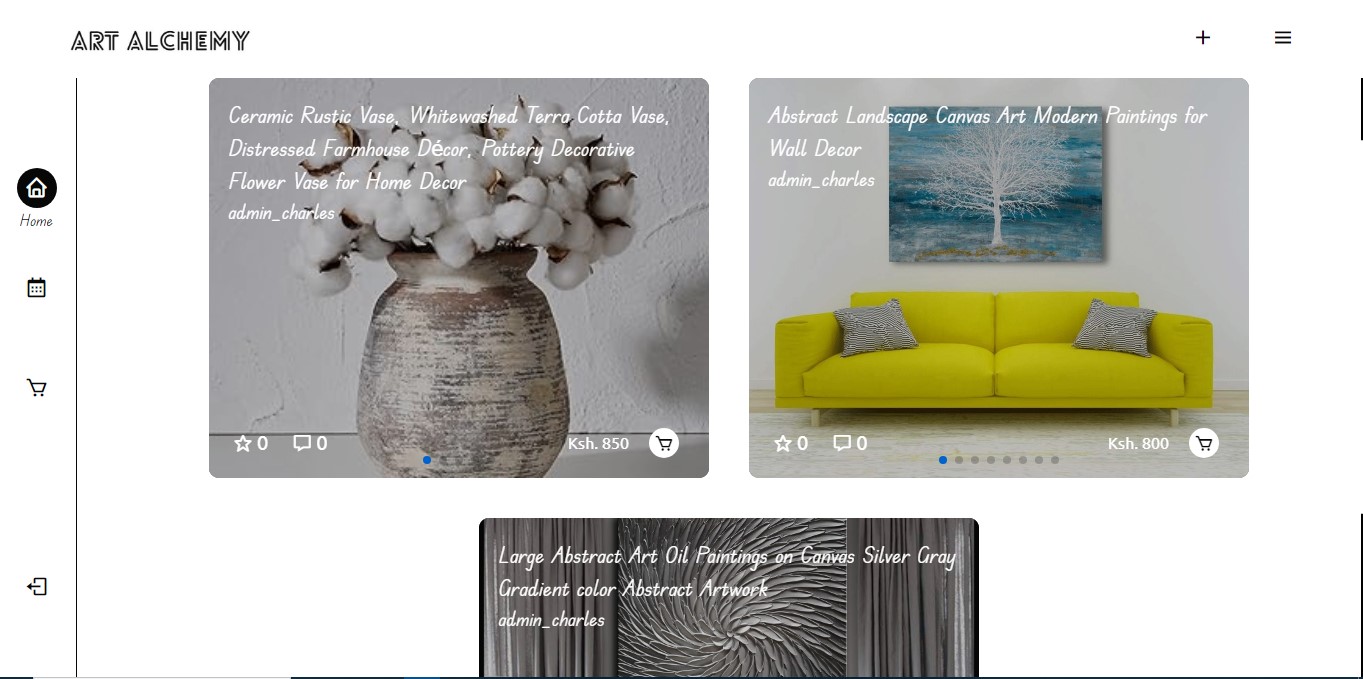 ART ALCHEMY
Ceramic Rustic Vase, Whitewashed Terra Cotta Vase,
Distressed Farmhouse Décor, Pottery Decorative
Flower Vase for Home Decor
admin_charles
0
0
Ksh. 850
Abstract Landscape Canvas Art Modern Paintings for
Wall Decor
admin_charles
0
0
Ksh. 800
Home
Large Abstract Art Oil Paintings on Canvas Silver Gray
Gradient color Abstract Artwork
admin_charles